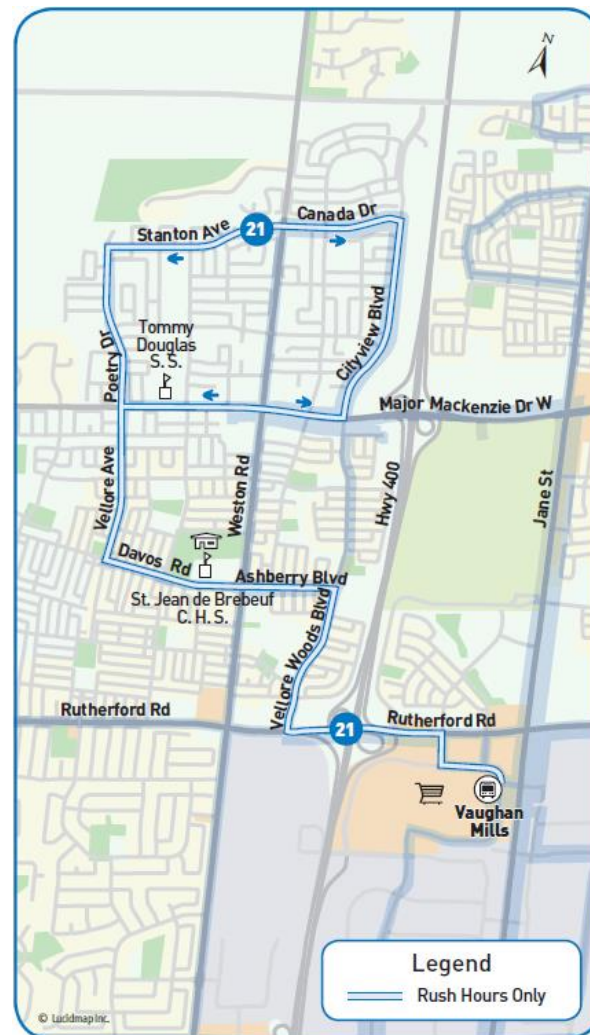 N
Canada Dr
Stanton Ave
21
Cityview Blvd
Tommy
Douglas
S. S.
Poetry Dr
Major Mackenzie Dr W
Vellore Ave
Weston Rd
Hwy 400
Jane St
Davos Rd
Ashberry Blvd
St. Jean de Brebeuf
C. H. S.
Vellore Woods Blvd
Rutherford Rd
21
Rutherford Rd
Vaughan
Mills
Legend
Rush Hours Only
© Lucidmap Inc.